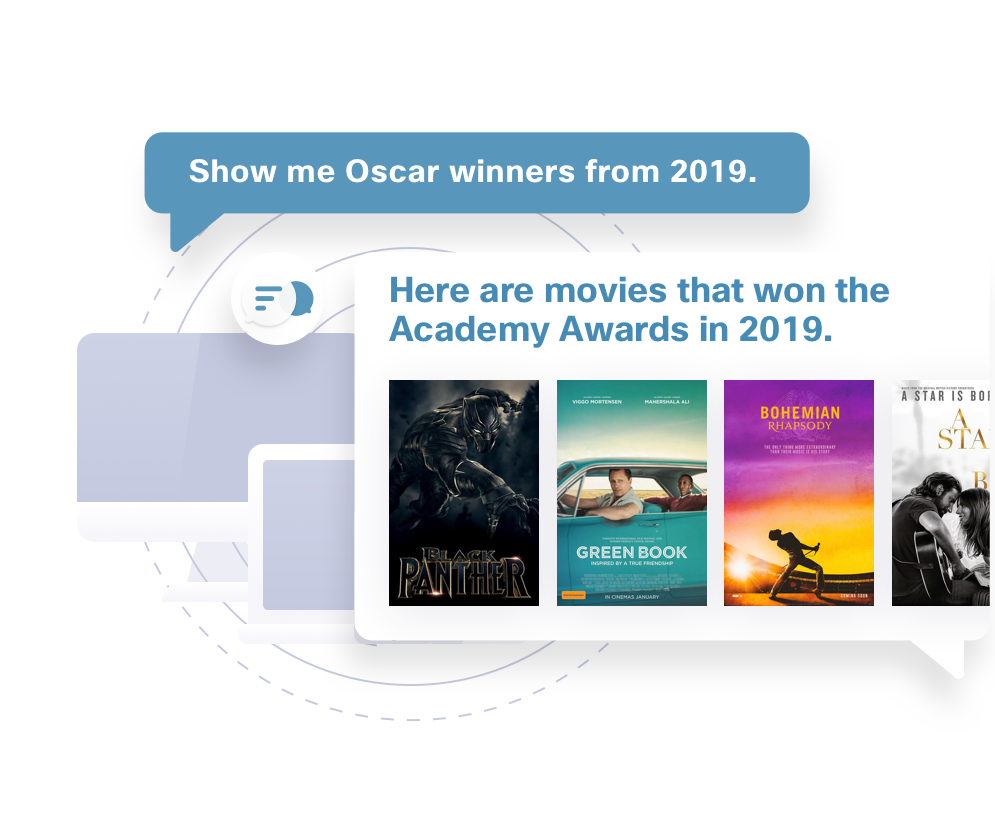 Show me Oscar winners from 2019.
Here are movies that won the
Academy Awards in 2019.
BLACK
PANTHER
VIGGO MORTENSEN MAHERSHALA ALI
GREEN BOOK
INSPIRED BY A TRUE FRIENDSHIP
IN CINEMAS JANUARY
BOHEMIAN
RHAPSODY
THE ONLY THING MORE EXTRAORDINARY
THAN THEIR MUSIC IS HIS STORY
COMING SOON
A STAR IS BOR
A
STA
B